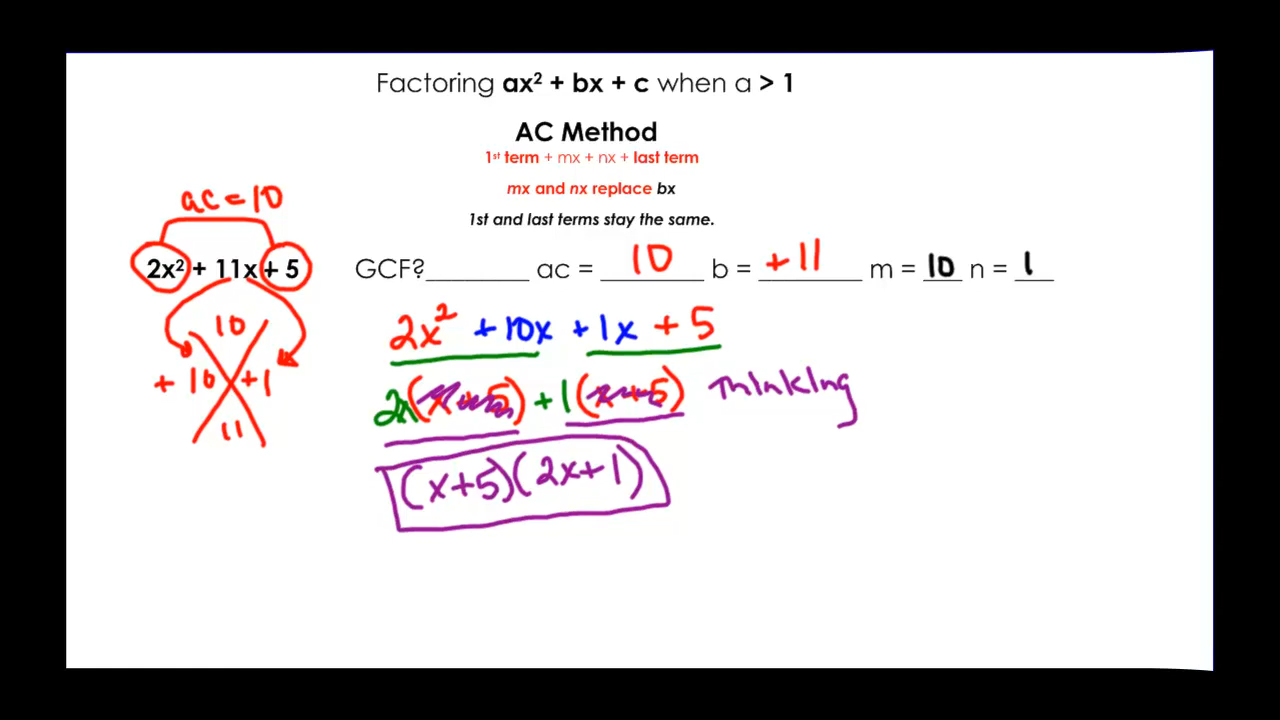 Factoring ax² + bx + c when a > 1
AC Method
1st term + mx + nx + last term
mx and nx replace bx
1st and last terms stay the same.
ac = 10
2x² + 11x + 5
GCF?________ ac = 10 b = +11 m = 10 n = 1
10
+ 10 +1
11
2x² +10x +1x + 5
2x(x+5) +1(x+5) Thinking
(x+5)(2x+1)